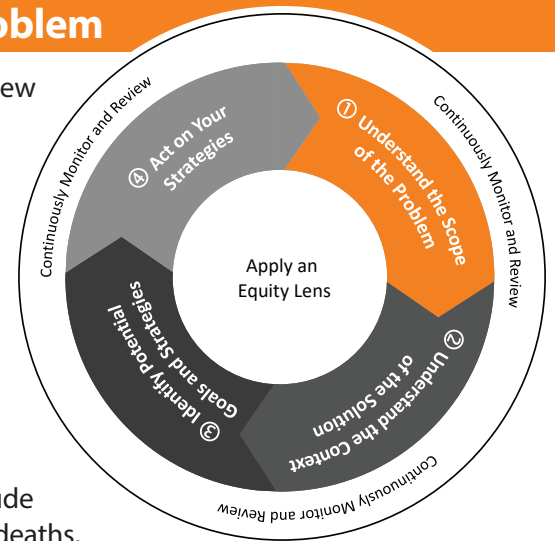 oblem
ew
Continuously Monitor and Review
Continuously Monitor and Review
① Understand the Scope
of the Problem
② Understand the Context
of the Solution
③ Identify Potential
Goals and Strategies
④ Act on Your
Strategies
Apply an
Equity Lens
Continuously Monitor and Review
ude
deaths.